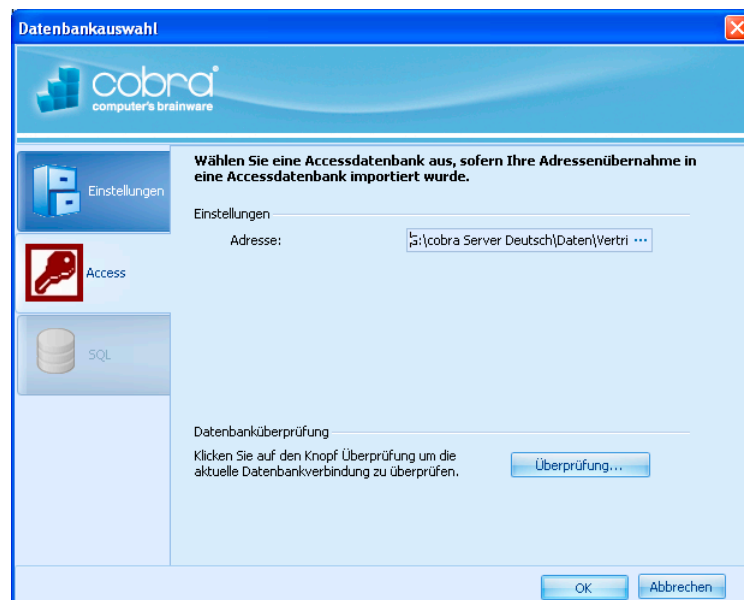 Datenbankauswahl
cobra
computer's brainware
Einstellungen
Access
SQL
Wählen Sie eine Accessdatenbank aus, sofern Ihre Adressenübernahme in
eine Accessdatenbank importiert wurde.
Einstellungen
Adresse: G:\cobra Server Deutsch\Daten\Vertri ...
Datenbanküberprüfung
Klicken Sie auf den Knopf Überprüfung um die
aktuelle Datenbankverbindung zu überprüfen.
Überprüfung...
OK Abbrechen